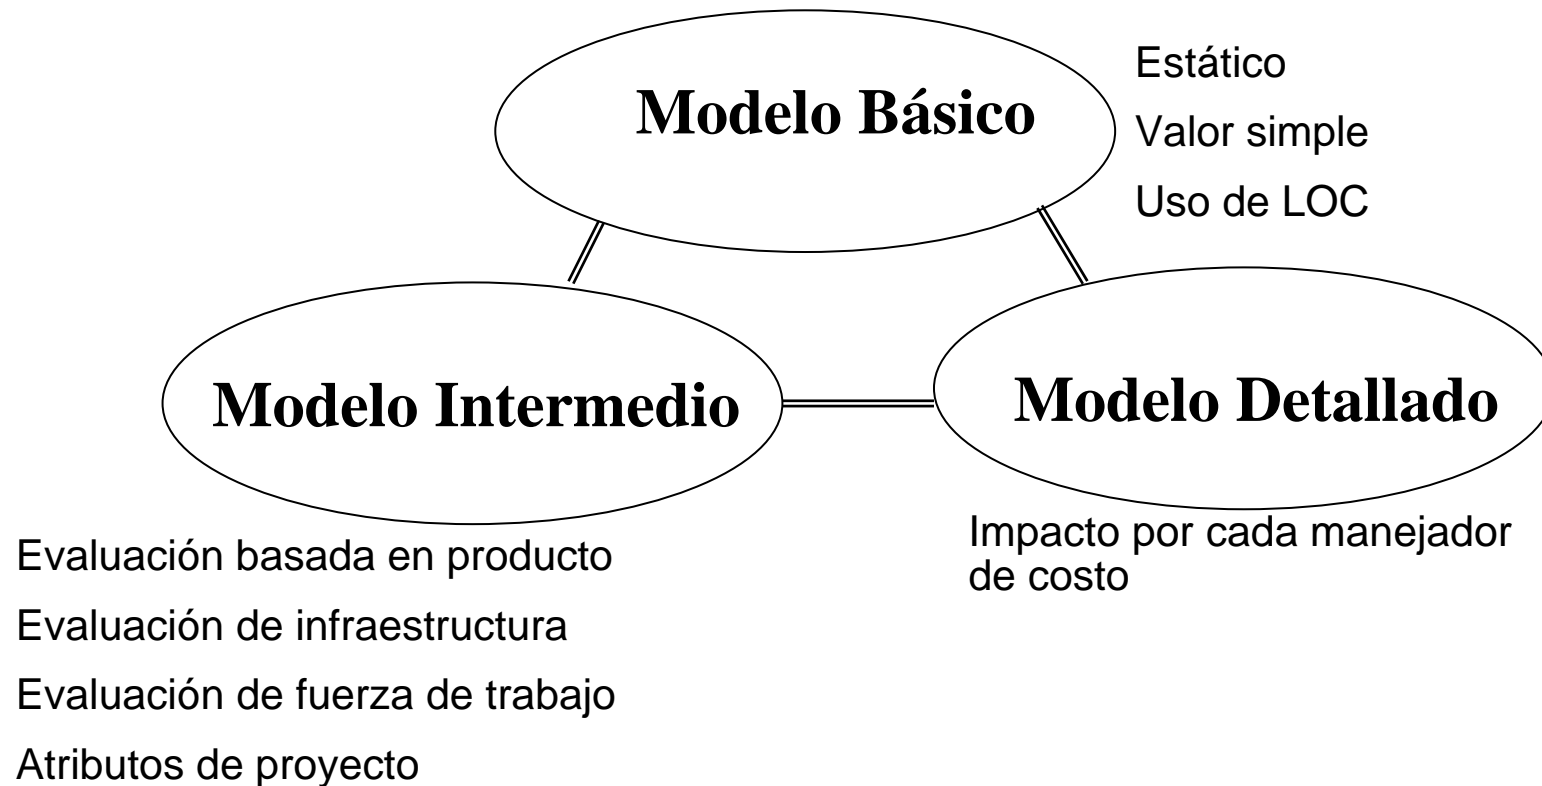 Modelo Básico
Estático
Valor simple
Uso de LOC
Modelo Intermedio
Modelo Detallado
Evaluación basada en producto
Evaluación de infraestructura
Evaluación de fuerza de trabajo
Atributos de proyecto
Impacto por cada manejador
de costo